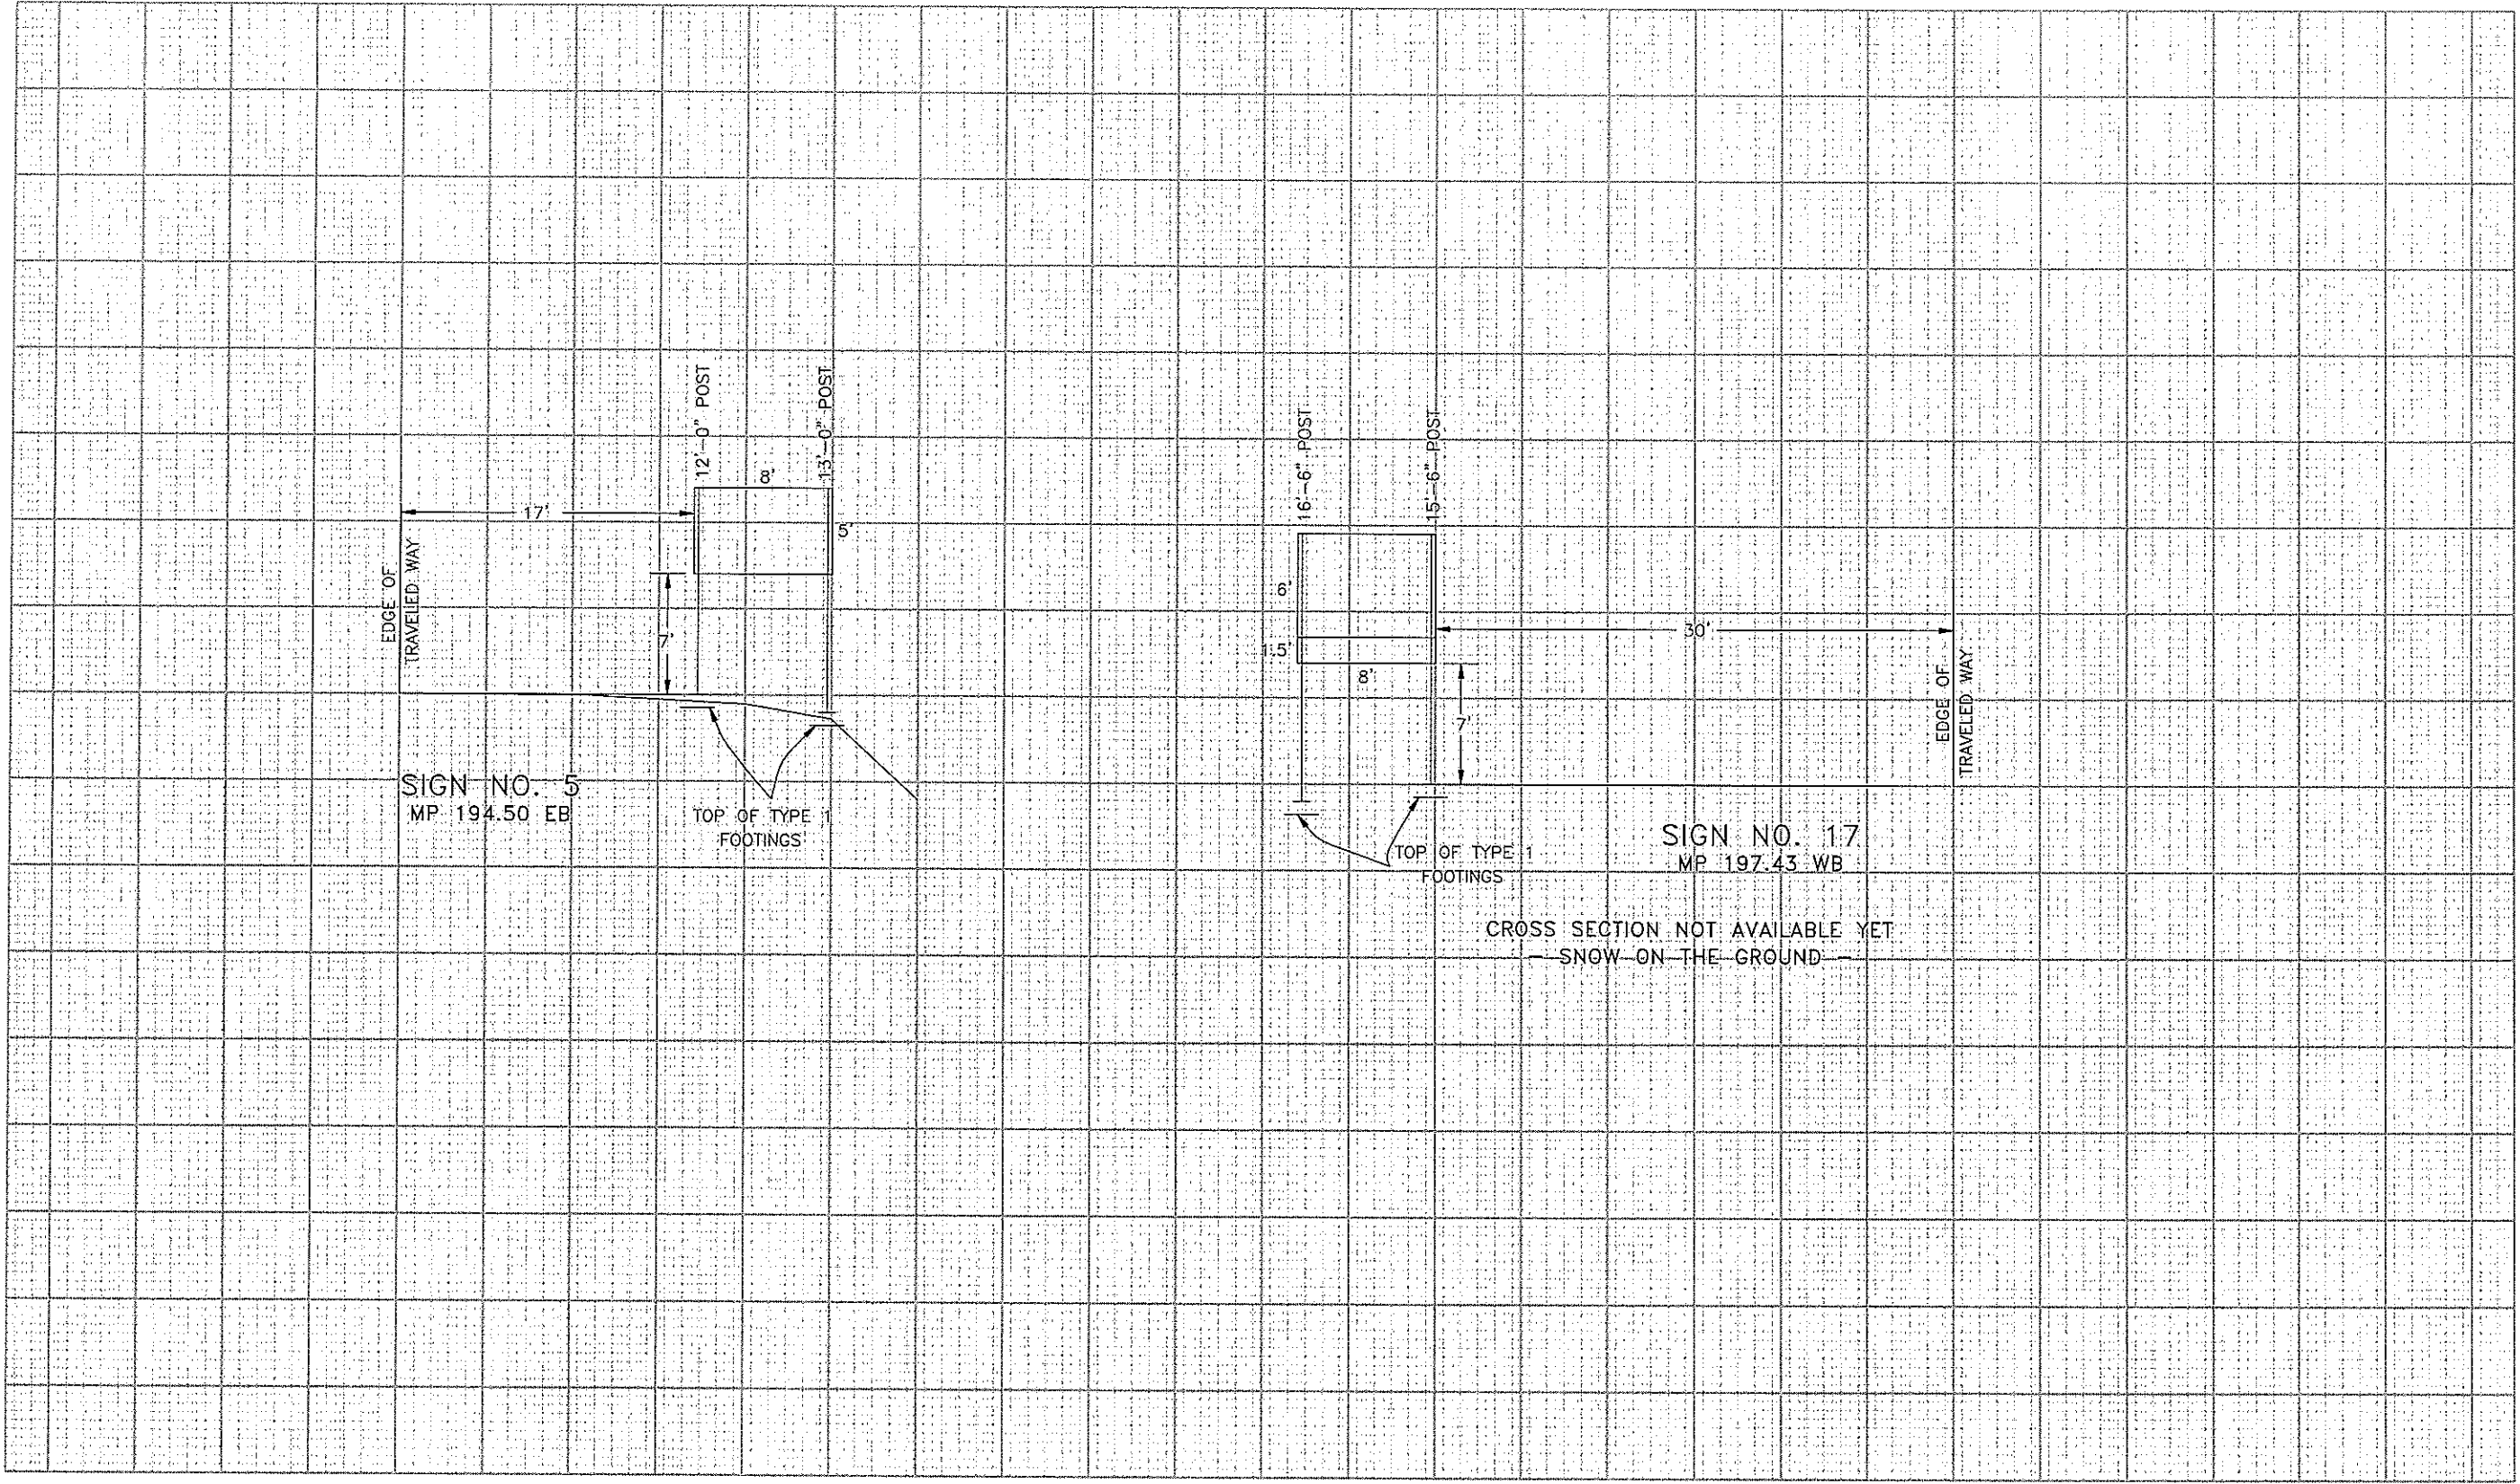 12'-0" POST
13'-0" POST
8'
17'
5'
EDGE OF
TRAVELED WAY
7'
SIGN NO. 5
MP 194.50 EB
TOP OF TYPE 1
FOOTINGS
16'-6" POST
15'-6" POST
6'
1.5'
8'
30'
7'
EDGE OF
TRAVELED WAY
TOP OF TYPE 1
FOOTINGS
SIGN NO. 17
MP 197.43 WB
CROSS SECTION NOT AVAILABLE YET
- SNOW ON THE GROUND -